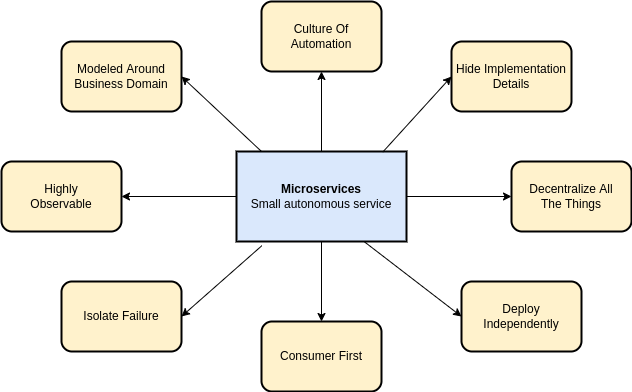 Culture Of
Automation
Modeled Around
Business Domain
Hide Implementation
Details
Highly
Observable
Microservices
Small autonomous service
Decentralize All
The Things
Isolate Failure
Deploy
Independently
Consumer First